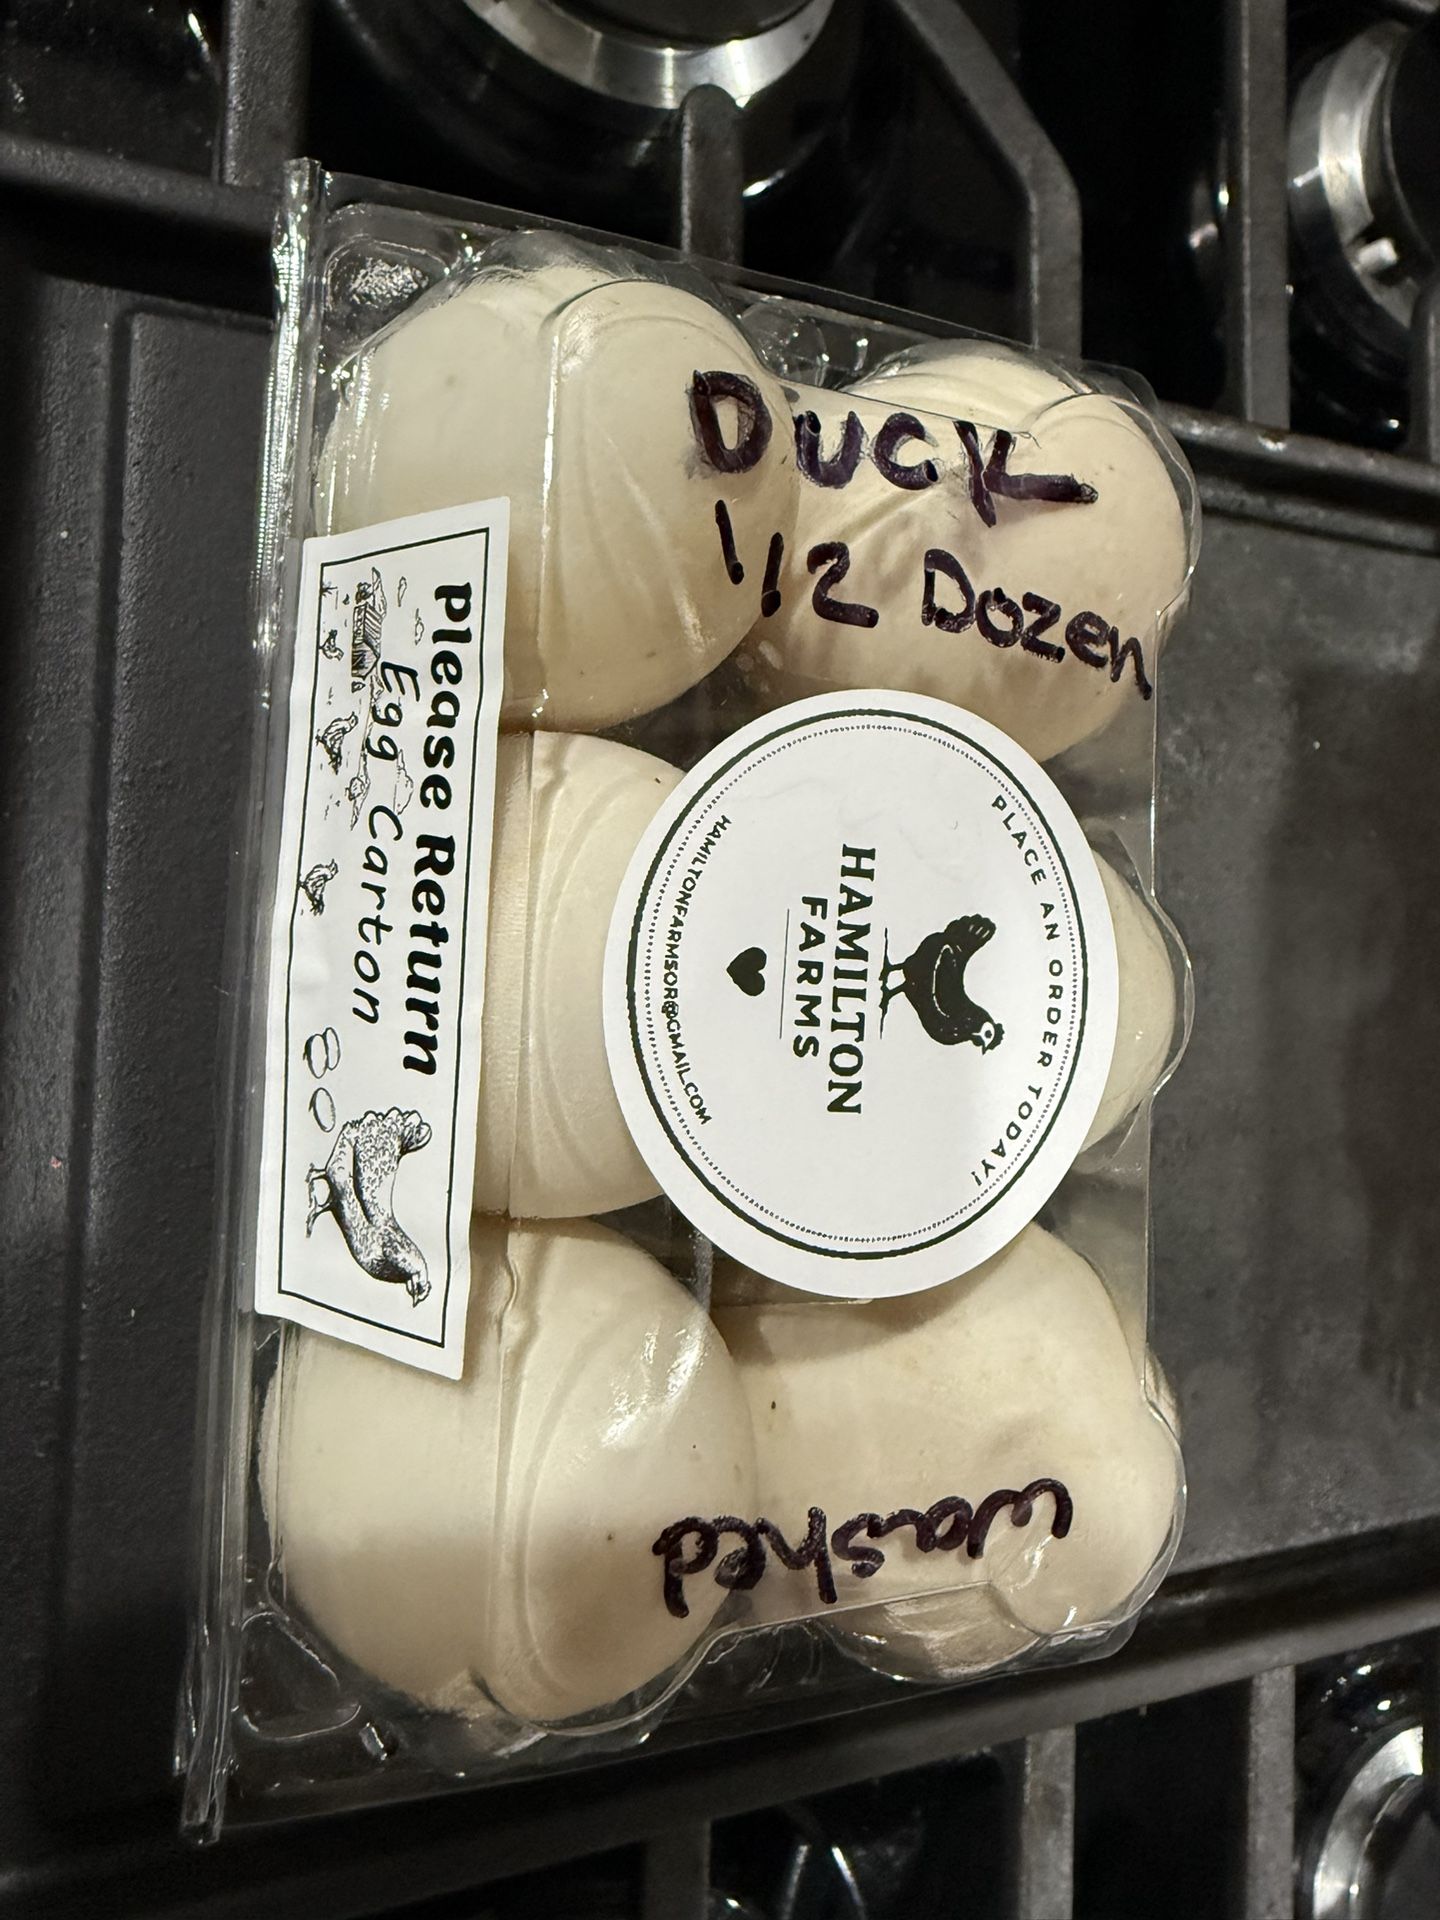 Duck
1/2 Dozen
PLACE AN ORDER TODAY!
HAMILTON
FARMS
HAMILTONFARMSOR@GMAIL.COM
Please Return
Egg Carton
washed